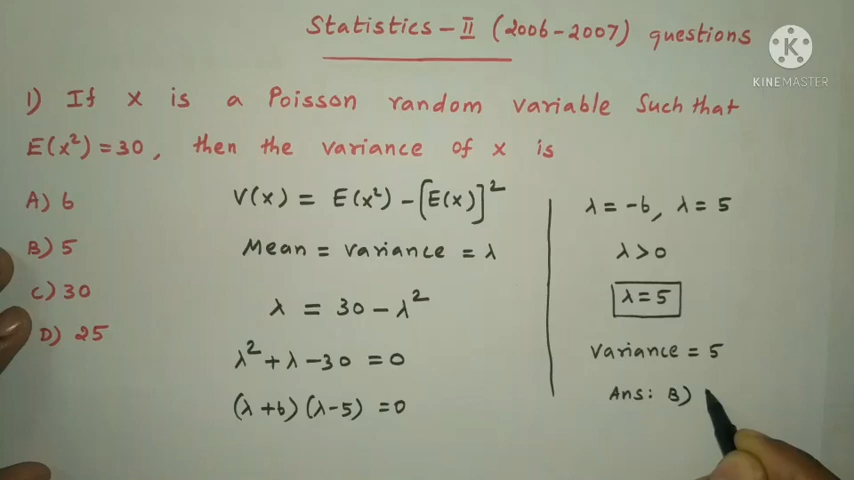 Statistics - II (2006-2007) questions
KINEMASTER
1) If x is a Poisson random variable Such that
E(x²) = 30, then the variance of x is
A) 6
B) 5
C) 30
D) 25
V(x) = E(x²) - [E(x)]²
Mean = variance = λ
λ = 30 - λ²
λ² + λ - 30 = 0
(λ + 6) (λ - 5) = 0
λ = -6, λ = 5
λ > 0
λ = 5
Variance = 5
Ans: B)